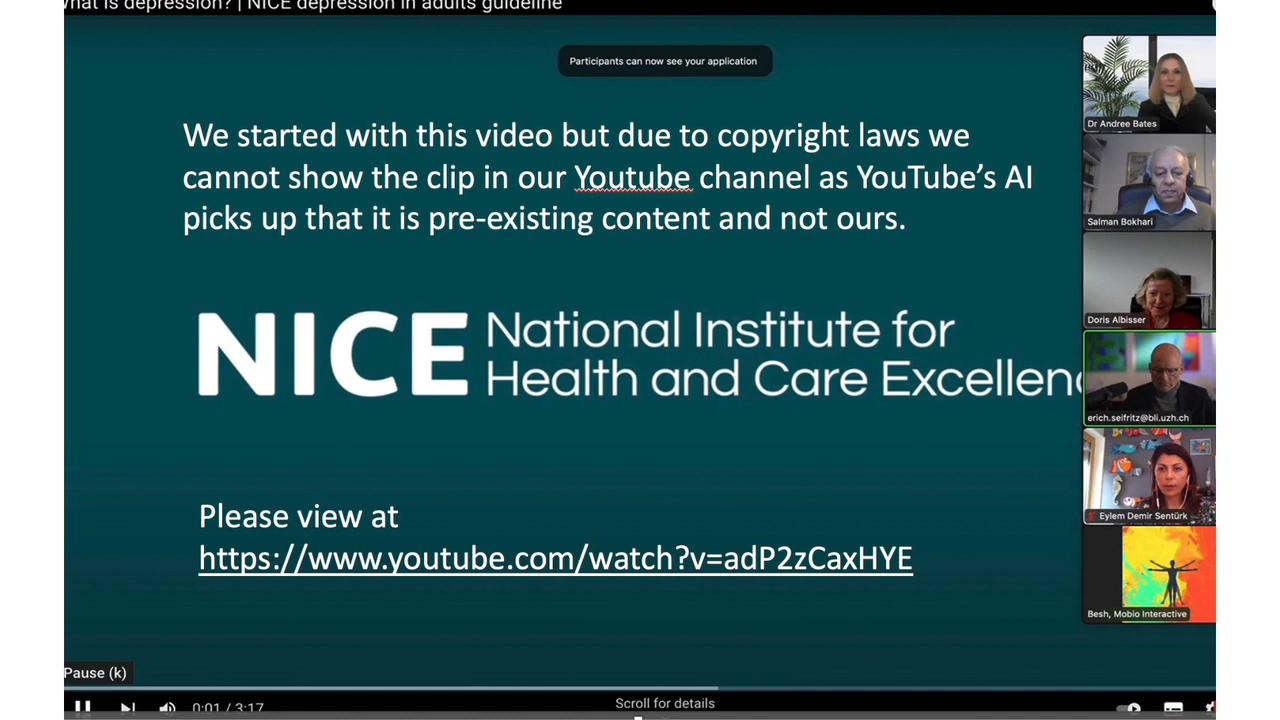 What is depression? | NICE depression in adults guideline
Participants can now see your application
We started with this video but due to copyright laws we
cannot show the clip in our Youtube channel as YouTube's AI
picks up that it is pre-existing content and not ours.
NICE National Institute for
Health and Care Excellenc
Please view at
https://www.youtube.com/watch?v=adP2zCaxHYE
Dr Andree Bates
Salman Bokhari
Doris Albisser
erich.seifritz@bli.uzh.ch
Eylem Demir Sentürk
Besh, Mobio Interactive
Pause (k)
0:01 / 3:17
Scroll for details